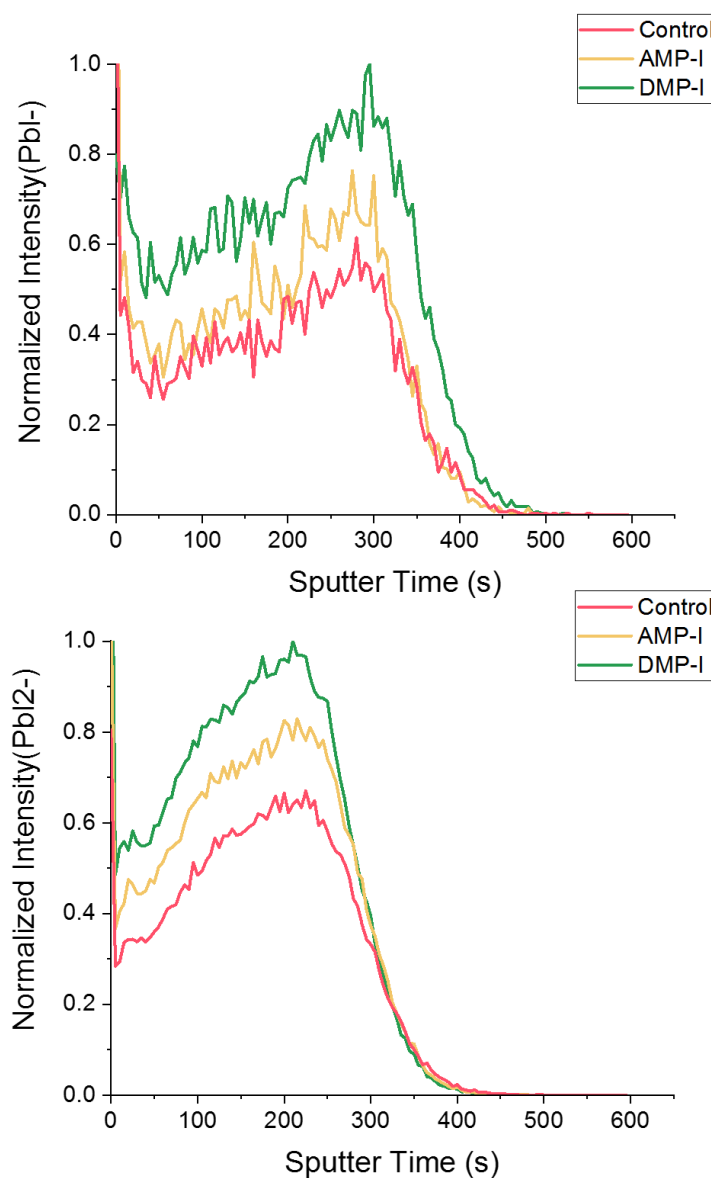 Control
AMP-I
DMP-I
Normalized Intensity(PbI-)
1.0
0.8
0.6
0.4
0.2
0.0
0 100 200 300 400 500 600
Sputter Time (s)
Control
AMP-I
DMP-I
Normalized Intensity(PbI2-)
1.0
0.8
0.6
0.4
0.2
0.0
0 100 200 300 400 500 600
Sputter Time (s)